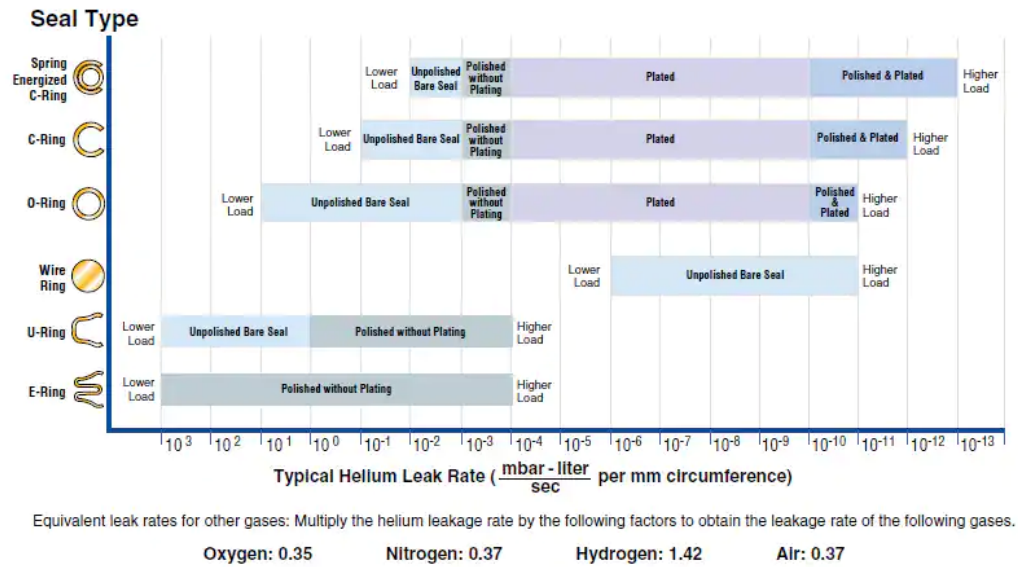 Seal Type
Spring
Energized
C-Ring
Lower
Load
Unpolished
Bare Seal
Polished
without
Plating
Plated
Polished & Plated
Higher
Load
C-Ring
Lower
Load
Unpolished Bare Seal
Polished
without
Plating
Plated
Polished & Plated
Higher
Load
O-Ring
Lower
Load
Unpolished Bare Seal
Polished
without
Plating
Plated
Polished
&
Plated
Higher
Load
Wire
Ring
Lower
Load
Unpolished Bare Seal
Higher
Load
U-Ring
Lower
Load
Unpolished Bare Seal
Polished without Plating
Higher
Load
E-Ring
Lower
Load
Polished without Plating
Higher
Load
10³ 10² 10¹ 10⁰ 10⁻¹ 10⁻² 10⁻³ 10⁻⁴ 10⁻⁵ 10⁻⁶ 10⁻⁷ 10⁻⁸ 10⁻⁹ 10⁻¹⁰ 10⁻¹¹ 10⁻¹² 10⁻¹³
Typical Helium Leak Rate ( mbar - liter / sec per mm circumference)
Equivalent leak rates for other gases: Multiply the helium leakage rate by the following factors to obtain the leakage rate of the following gases.
Oxygen: 0.35 Nitrogen: 0.37 Hydrogen: 1.42 Air: 0.37